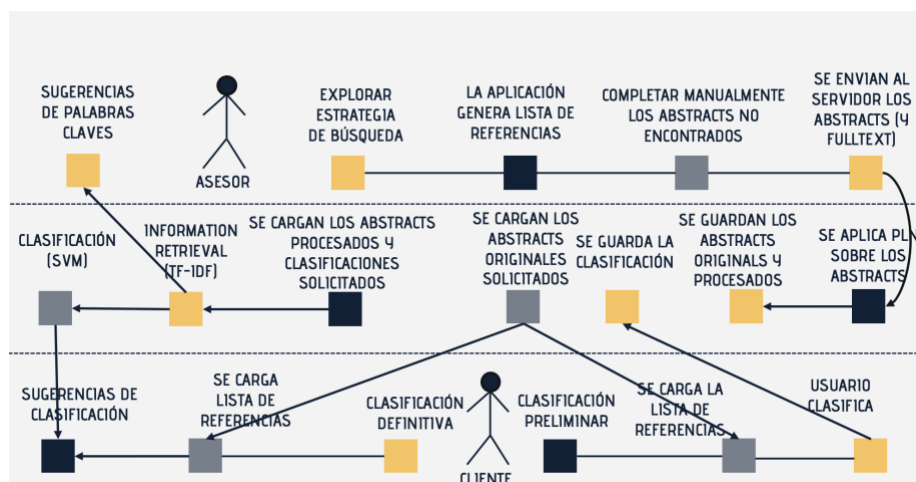 SUGERENCIAS
DE PALABRAS
CLAVES
ASESOR
EXPLORAR
ESTRATEGIA
DE BÚSQUEDA
LA APLICACIÓN
GENERA LISTA DE
REFERENCIAS
COMPLETAR MANUALMENTE
LOS ABSTRACTS NO
ENCONTRADOS
SE ENVIAN AL
SERVIDOR LOS
ABSTRACTS (Y
FULLTEXT)
CLASIFICACIÓN
(SVM)
INFORMATION
RETRIEVAL
(TF-IDF)
SE CARGAN LOS ABSTRACTS
PROCESADOS Y
CLASIFICACIONES
SOLICITADOS
SE CARGAN LOS
ABSTRACTS
ORIGINALES
SOLICITADOS
SE GUARDA LA
CLASIFICACIÓN
SE GUARDAN LOS
ABSTRACTS
ORIGINALS Y
PROCESADOS
SE APLICA PLN
SOBRE LOS
ABSTRACTS
SUGERENCIAS DE
CLASIFICACIÓN
SE CARGA
LISTA DE
REFERENCIAS
CLASIFICACIÓN
DEFINITIVA
CLIENTE
CLASIFICACIÓN
PRELIMINAR
SE CARGA LA
LISTA DE
REFERENCIAS
USUARIO
CLASIFICA